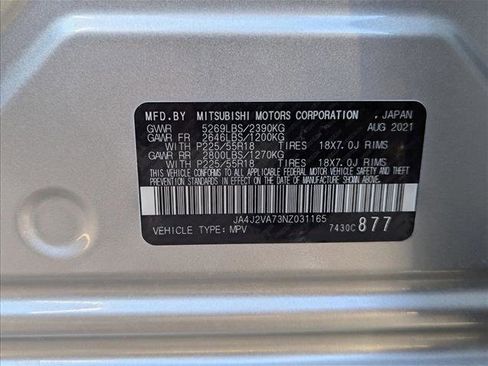 MFD.BY MITSUBISHI MOTORS CORPORATION, JAPAN
GVWR 5269LBS/2390KG AUG 2021
GAWR FR 2646LBS/1200KG
WITH P225/55R18 TIRES 18X7.0J RIMS
GAWR RR 2800LBS/1270KG
WITH P225/55R18 TIRES 18X7.0J RIMS
THIS VEHICLE CONFORMS TO ALL APPLICABLE U.S. FEDERAL MOTOR VEHICLE SAFETY AND THEFT
PREVENTION STANDARDS IN EFFECT ON THE DATE OF MANUFACTURE SHOWN ABOVE.
JA4J2VA73NZ031165
VEHICLE TYPE: MPV 7430C 877